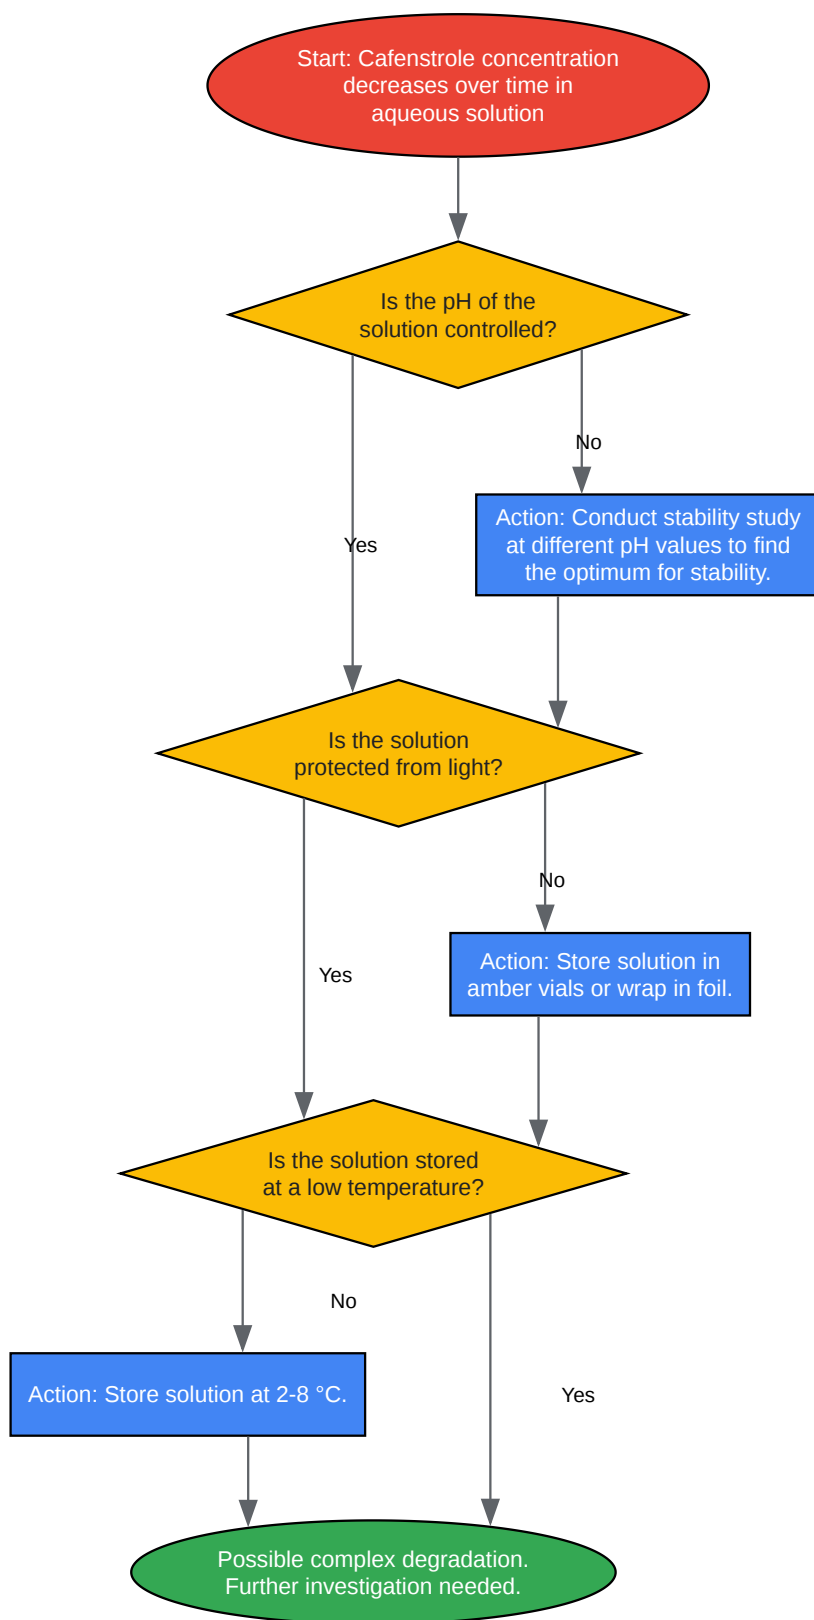 Start: Cafenstrole concentration
decreases over time in
aqueous solution
Is the pH of the
solution controlled?
No
Action: Conduct stability study
at different pH values to find
the optimum for stability.
Yes
Is the solution
protected from light?
No
Action: Store solution in
amber vials or wrap in foil.
Yes
Is the solution stored
at a low temperature?
No
Action: Store solution at 2-8 °C.
Yes
Possible complex degradation.
Further investigation needed.